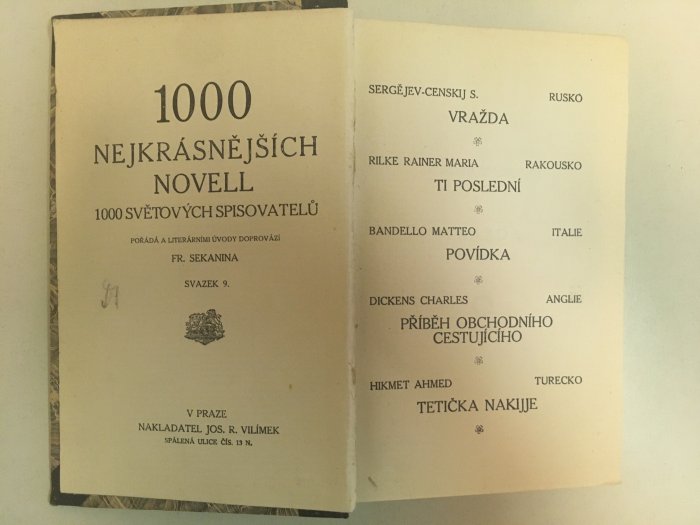 1000
NEJKRÁSNĚJŠÍCH
NOVELL
1000 SVĚTOVÝCH SPISOVATELŮ
POŘÁDÁ A LITERÁRNÍMI ÚVODY DOPROVÁZÍ
FR. SEKANINA
SVAZEK 9.
V PRAZE
NAKLADATEL JOS. R. VILÍMEK
SPÁLENÁ ULICE ČÍS. 13 N.
SERGĚJEV-CENSKIJ S. RUSKO
VRAŽDA
RILKE RAINER MARIA RAKOUSKO
TI POSLEDNÍ
BANDELLO MATTEO ITALIE
POVÍDKA
DICKENS CHARLES ANGLIE
PŘÍBĚH OBCHODNÍHO
CESTUJÍCÍHO
HIKMET AHMED TURECKO
TETIČKA NAKIJJE